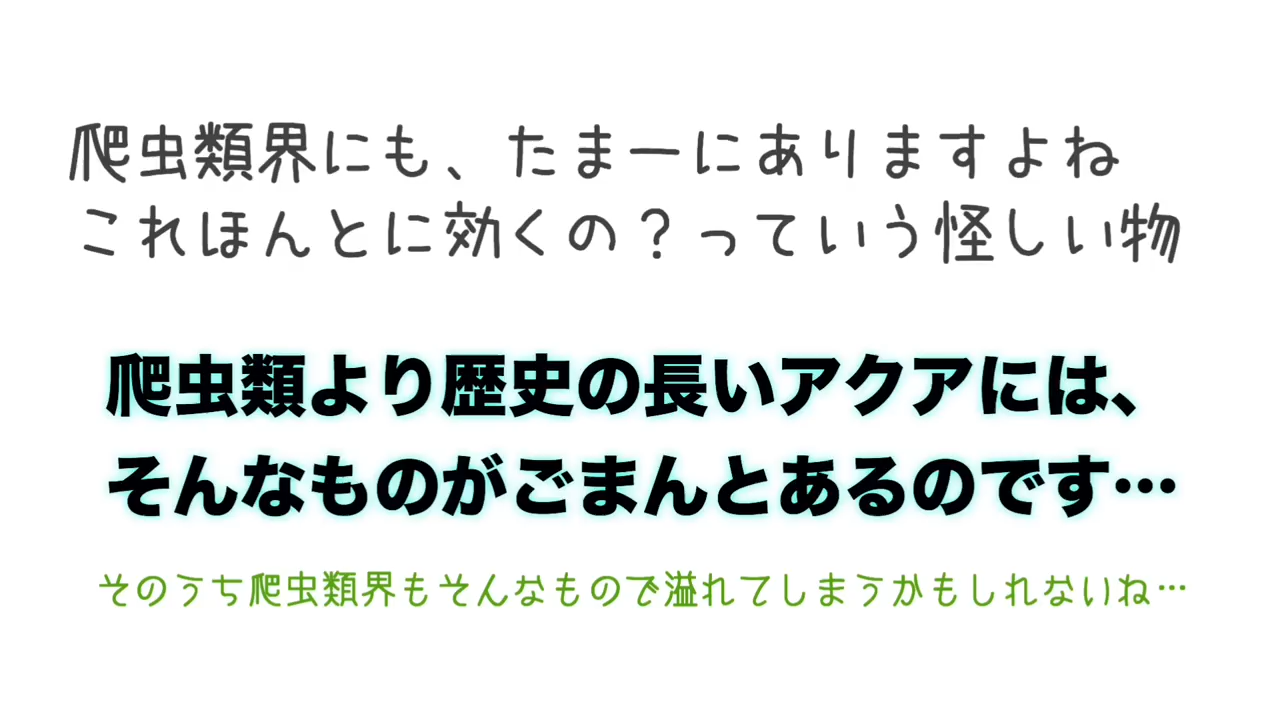 爬虫類界にも、たまーにありますよね
これほんとに効くの？っていう怪しい物
爬虫類より歴史の長いアクアには、
そんなものがごまんとあるのです…
そのうち爬虫類界もそんなもので溢れてしまうかもしれないね…